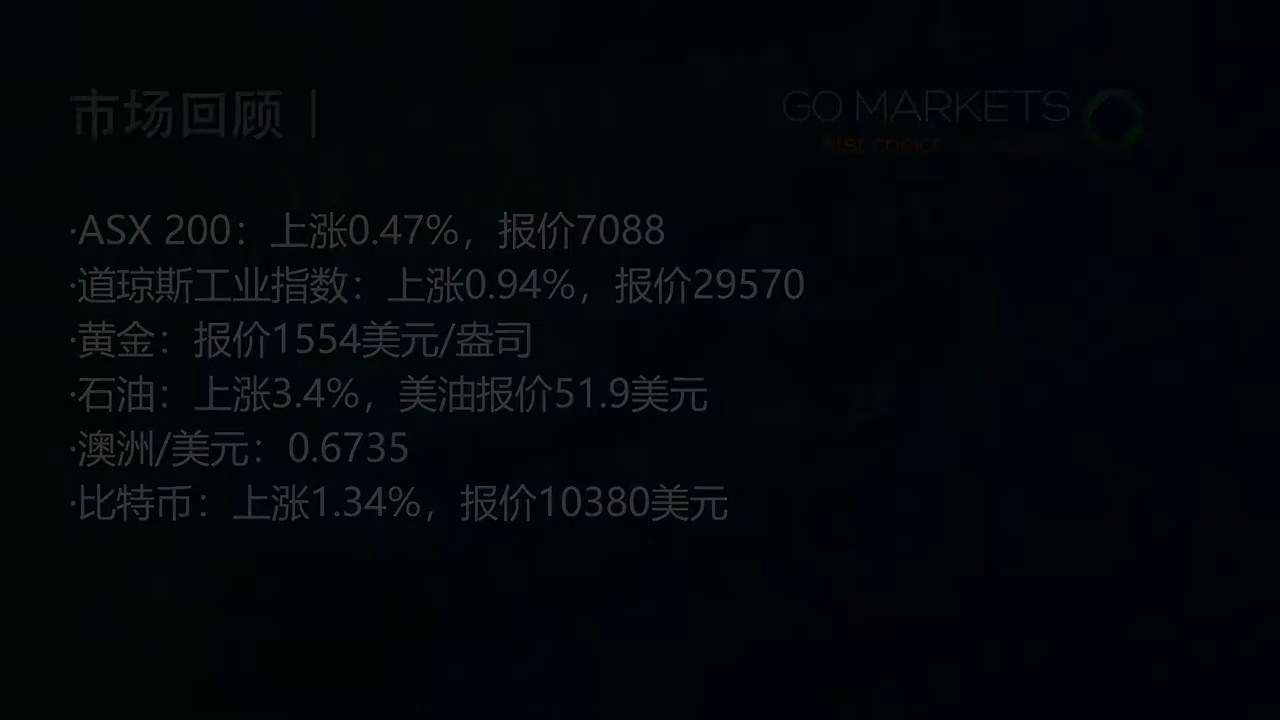 市场回顾 |
GO MARKETS
BEST CHOICE
·ASX 200：上涨0.47%，报价7088
·道琼斯工业指数：上涨0.94%，报价29570
·黄金：报价1554美元/盎司
·石油：上涨3.4%，美油报价51.9美元
·澳洲/美元：0.6735
·比特币：上涨1.34%，报价10380美元